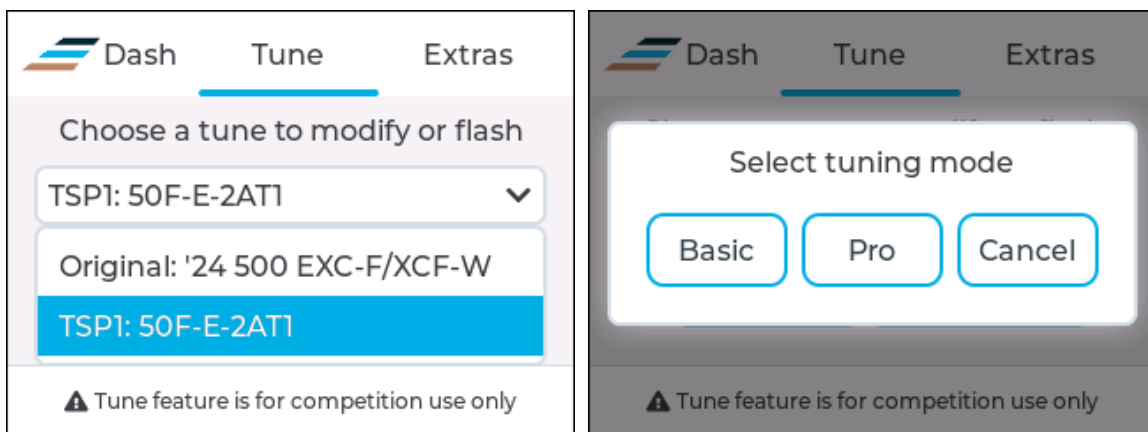 Dash Tune Extras
Choose a tune to modify or flash
TSP1: 50F-E-2AT1
Original: '24 500 EXC-F/XCF-W
TSP1: 50F-E-2AT1
Tune feature is for competition use only
Dash Tune Extras
Select tuning mode
Basic Pro Cancel
Tune feature is for competition use only